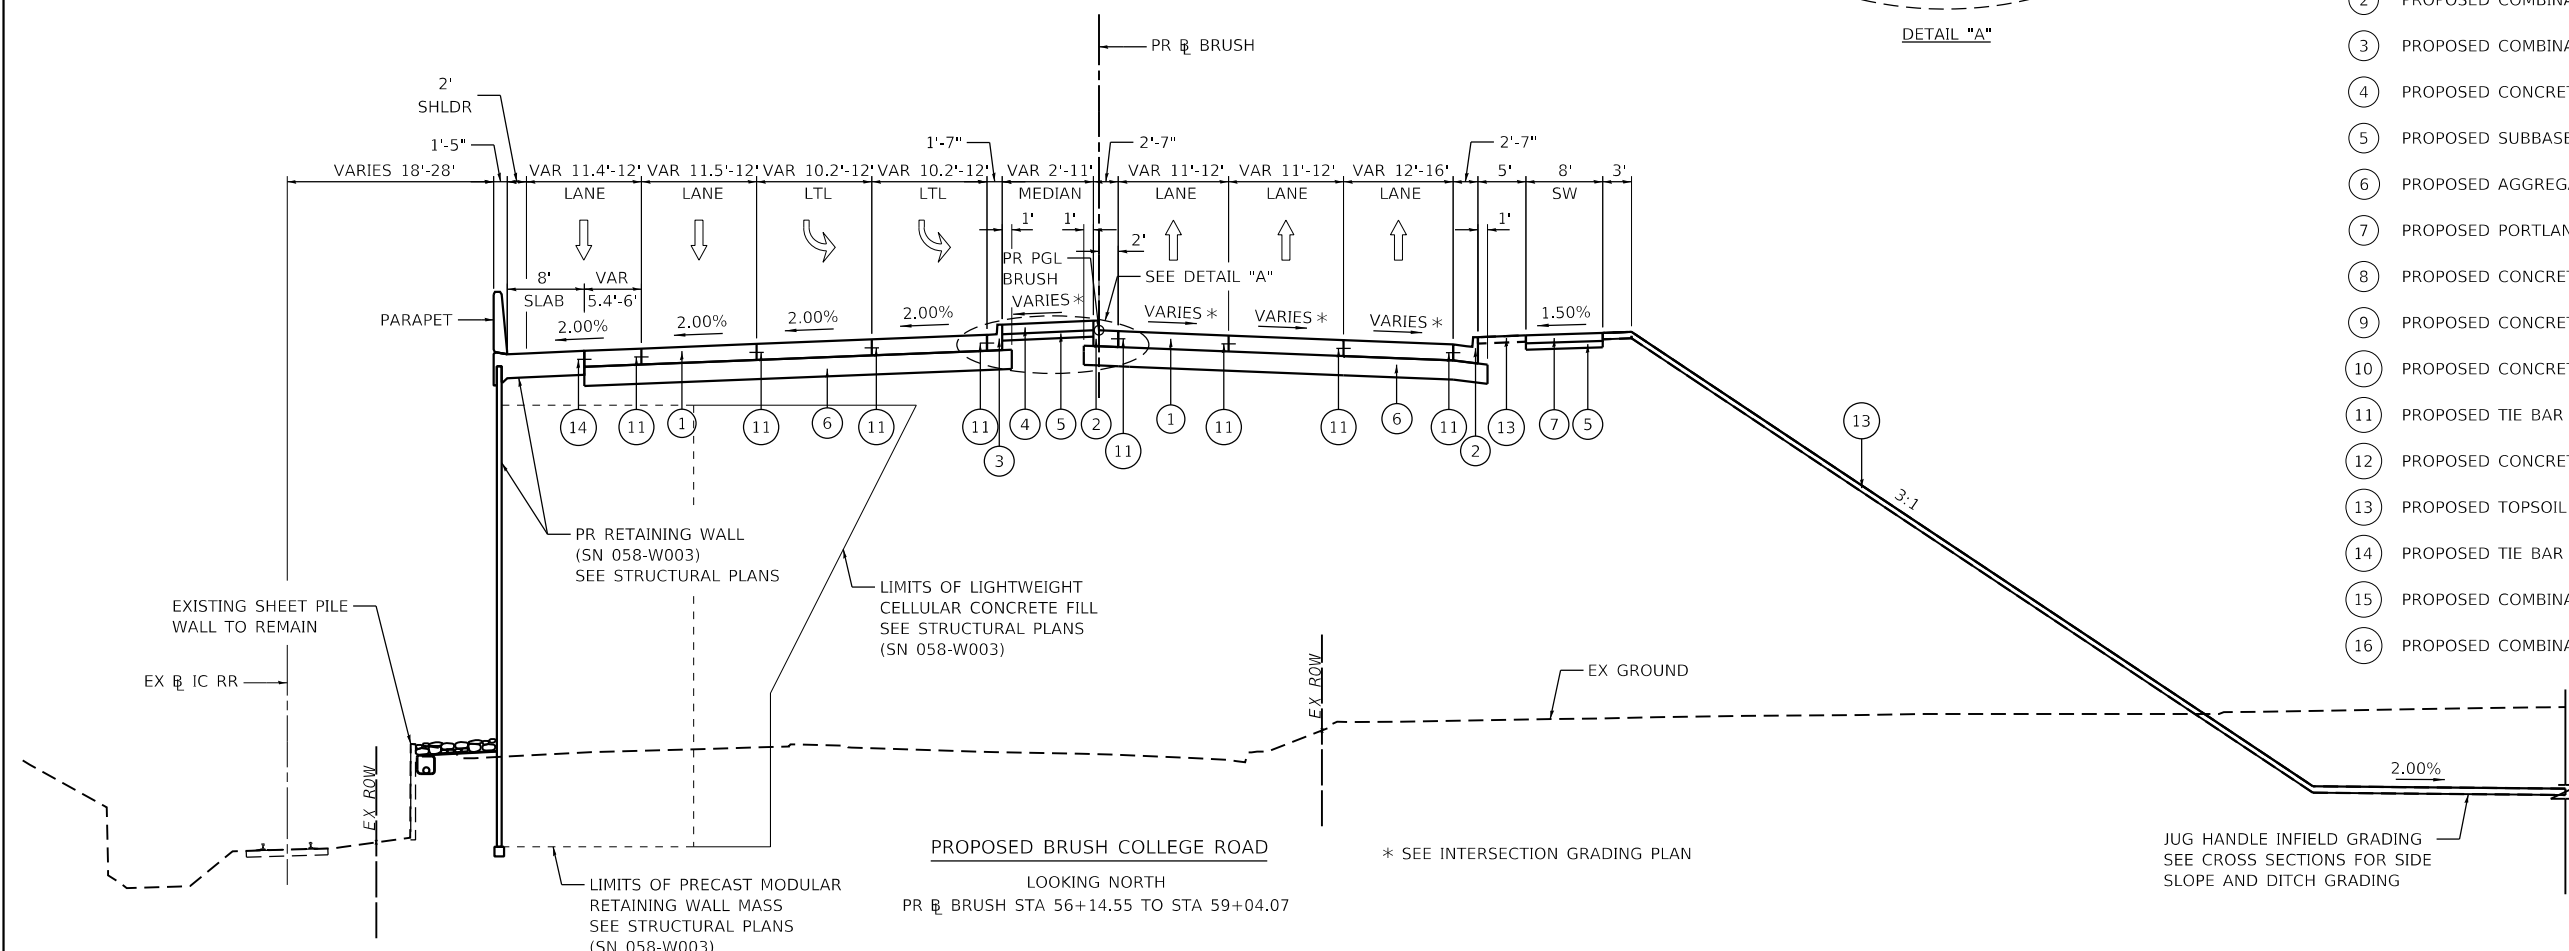 DETAIL "A"
2 PROPOSED COMBINA
3 PROPOSED COMBINA
4 PROPOSED CONCRET
5 PROPOSED SUBBASE
6 PROPOSED AGGREGA
7 PROPOSED PORTLAN
8 PROPOSED CONCRET
9 PROPOSED CONCRET
10 PROPOSED CONCRET
11 PROPOSED TIE BAR
12 PROPOSED CONCRET
13 PROPOSED TOPSOIL
14 PROPOSED TIE BAR
15 PROPOSED COMBINA
16 PROPOSED COMBINA
PR BL BRUSH
2'
SHLDR
1'-5"
1'-7"
2'-7"
2'-7"
VARIES 18'-28'
VAR 11.4'-12'
VAR 11.5'-12'
VAR 10.2'-12'
VAR 10.2'-12'
VAR 2'-11'
VAR 11'-12'
VAR 11'-12'
VAR 12'-16'
5'
8'
3'
LANE
LANE
LTL
LTL
MEDIAN
LANE
LANE
LANE
SW
1'
1'
1'
2'
PR PGL
BRUSH
SEE DETAIL "A"
8'
SLAB
VAR
5.4'-6'
PARAPET
2.00%
2.00%
2.00%
2.00%
VARIES *
VARIES *
VARIES *
VARIES *
1.50%
14
11
1
11
6
11
11
3
4
5
2
11
1
11
11
6
11
2
13
7
5
13
3:1
PR RETAINING WALL
(SN 058-W003)
SEE STRUCTURAL PLANS
LIMITS OF LIGHTWEIGHT
CELLULAR CONCRETE FILL
SEE STRUCTURAL PLANS
(SN 058-W003)
EXISTING SHEET PILE
WALL TO REMAIN
EX BL IC RR
EX ROW
EX ROW
EX GROUND
2.00%
JUG HANDLE INFIELD GRADING
SEE CROSS SECTIONS FOR SIDE
SLOPE AND DITCH GRADING
LIMITS OF PRECAST MODULAR
RETAINING WALL MASS
SEE STRUCTURAL PLANS
(SN 058-W003)
PROPOSED BRUSH COLLEGE ROAD
LOOKING NORTH
PR BL BRUSH STA 56+14.55 TO STA 59+04.07
* SEE INTERSECTION GRADING PLAN